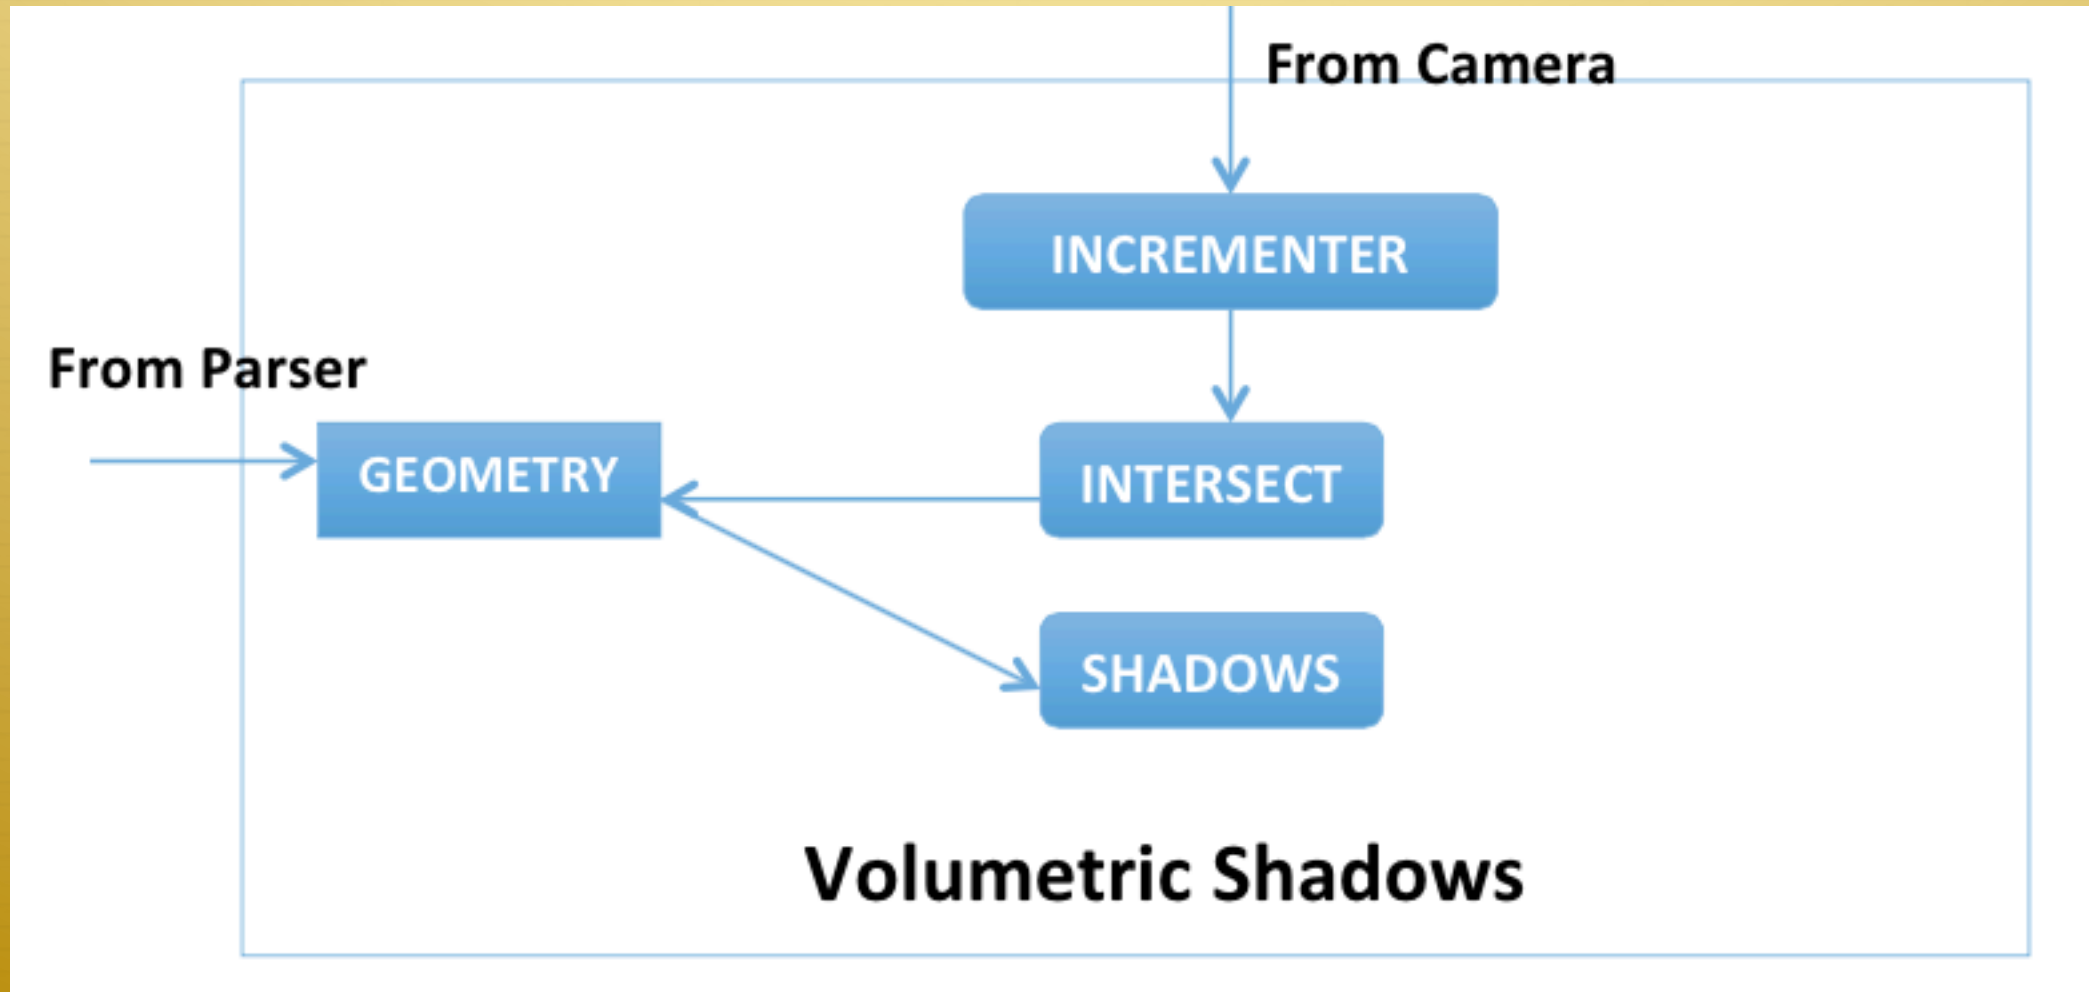 From Camera
INCREMENTER
From Parser
GEOMETRY
INTERSECT
SHADOWS
Volumetric Shadows